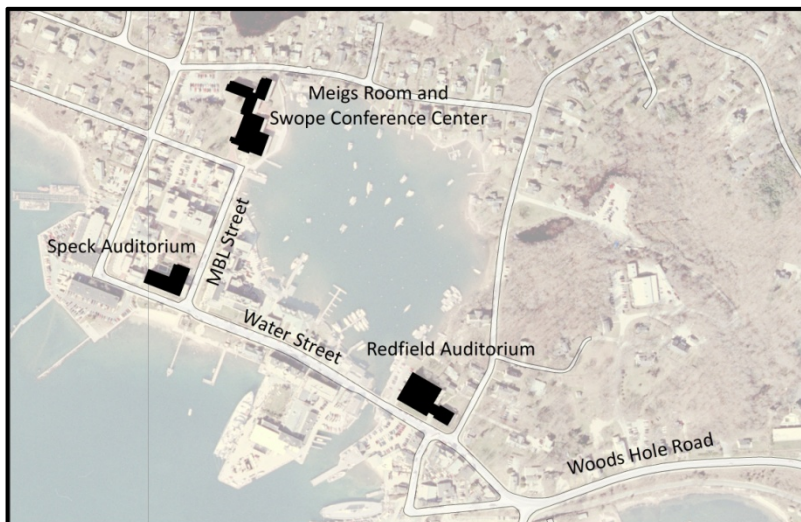 Meigs Room and
Swope Conference Center
Speck Auditorium
MBL Street
Water Street
Redfield Auditorium
Woods Hole Road